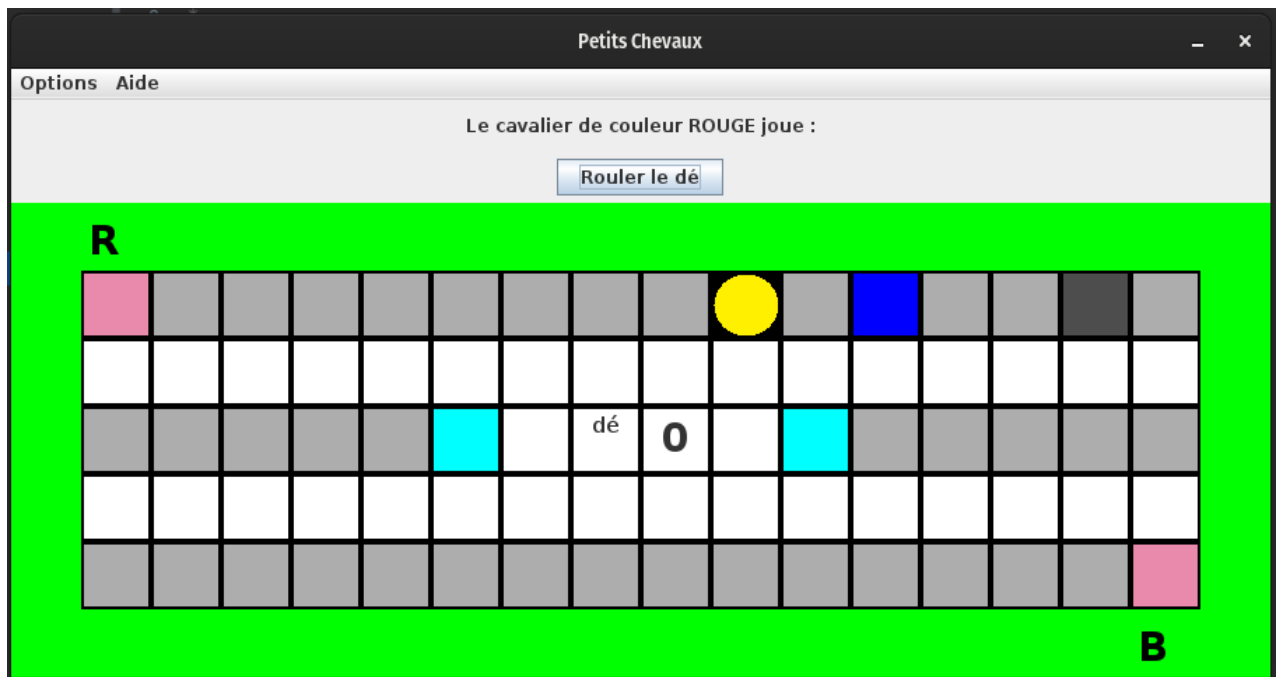 Petits Chevaux
Options Aide
Le cavalier de couleur ROUGE joue :
Rouler le dé
R
dé 0
B